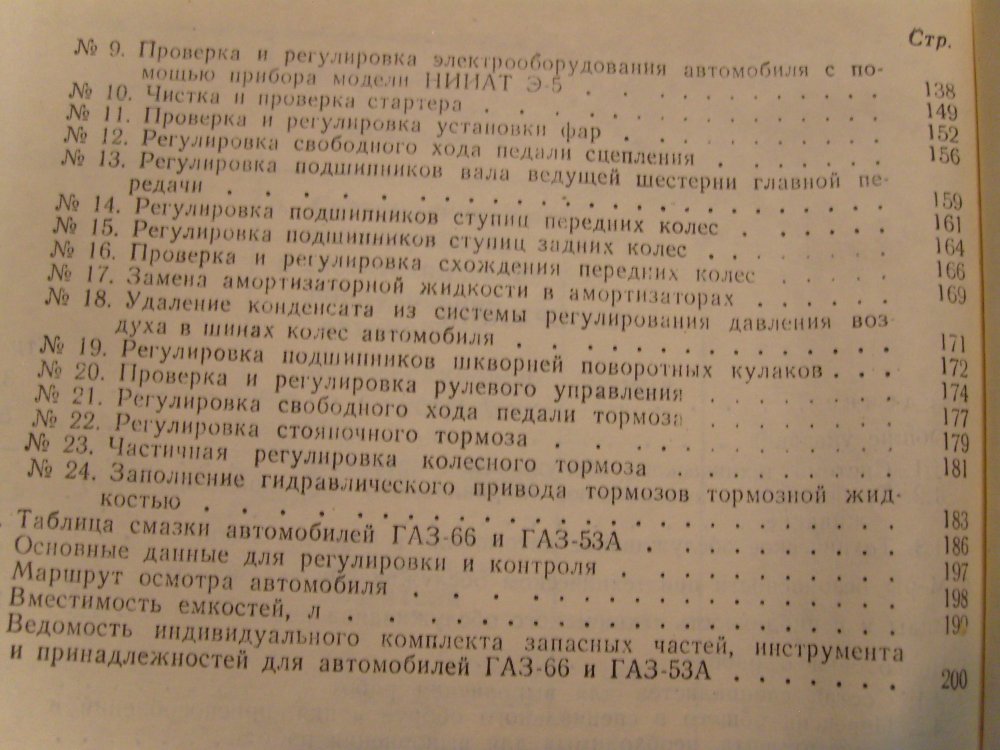 Стр.
№ 9. Проверка и регулировка электрооборудования автомобиля с по-
мощью прибора модели НИИАТ Э-5 . . . . . . . . . . . 138
№ 10. Чистка и проверка стартера . . . . . . . . . . . . . 149
№ 11. Проверка и регулировка установки фар . . . . . . . . . 152
№ 12. Регулировка свободного хода педали сцепления . . . . . . 156
№ 13. Регулировка подшипников вала ведущей шестерни главной пе-
редачи . . . . . . . . . . . . . . . . . . . . . 159
№ 14. Регулировка подшипников ступиц передних колес . . . . . 161
№ 15. Регулировка подшипников ступиц задних колес . . . . . . 164
№ 16. Проверка и регулировка схождения передних колес . . . . 166
№ 17. Замена амортизаторной жидкости в амортизаторах . . . . . 169
№ 18. Удаление конденсата из системы регулирования давления воз-
духа в шинах колес автомобиля . . . . . . . . . . . . 171
№ 19. Регулировка подшипников шкворней поворотных кулаков . . . 172
№ 20. Проверка и регулировка рулевого управления . . . . . . 174
№ 21. Регулировка свободного хода педали тормоза . . . . . . 177
№ 22. Регулировка стояночного тормоза . . . . . . . . . . 179
№ 23. Частичная регулировка колесного тормоза . . . . . . . 181
№ 24. Заполнение гидравлического привода тормозов тормозной жид-
костью . . . . . . . . . . . . . . . . . . . . . 183
Таблица смазки автомобилей ГАЗ-66 и ГАЗ-53А . . . . . . . . 186
Основные данные для регулировки и контроля . . . . . . . . 197
Маршрут осмотра автомобиля . . . . . . . . . . . . . . 198
Вместимость емкостей, л . . . . . . . . . . . . . . . . 199
Ведомость индивидуального комплекта запасных частей, инструмента
и принадлежностей для автомобилей ГАЗ-66 и ГАЗ-53А . . . . . . 200